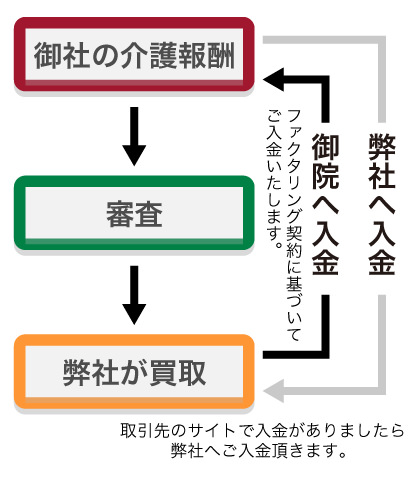 御社の介護報酬
審査
弊社が買取
ファクタリング契約に基づいて
ご入金いたします。
御院へ入金
弊社へ入金
取引先のサイトで入金がありましたら
弊社へご入金頂きます。